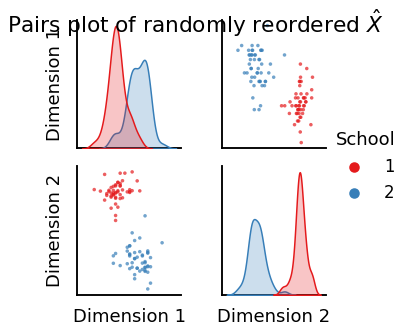 Pairs plot of randomly reordered X̂
Dimension 1
School
1
2
Dimension 2
Dimension 1
Dimension 2